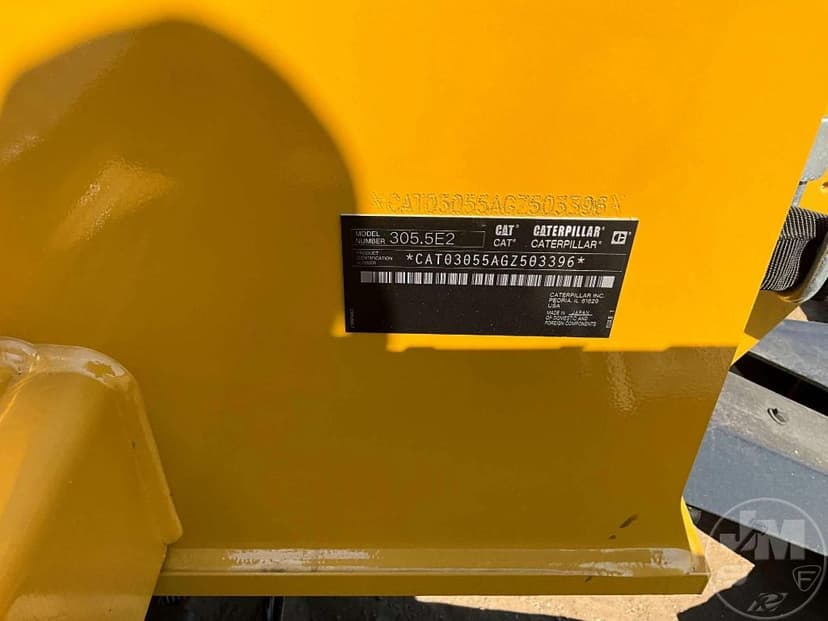 *CAT03055AGZ503396*
MODEL NUMBER 305.5E2
CAT® CATERPILLAR®
CAT® CATERPILLAR®
PRODUCT IDENTIFICATION NUMBER *CAT03055AGZ503396*
CATERPILLAR INC.
PEORIA, IL 61629
USA
MADE IN JAPAN
OF DOMESTIC AND
FOREIGN COMPONENTS
JM